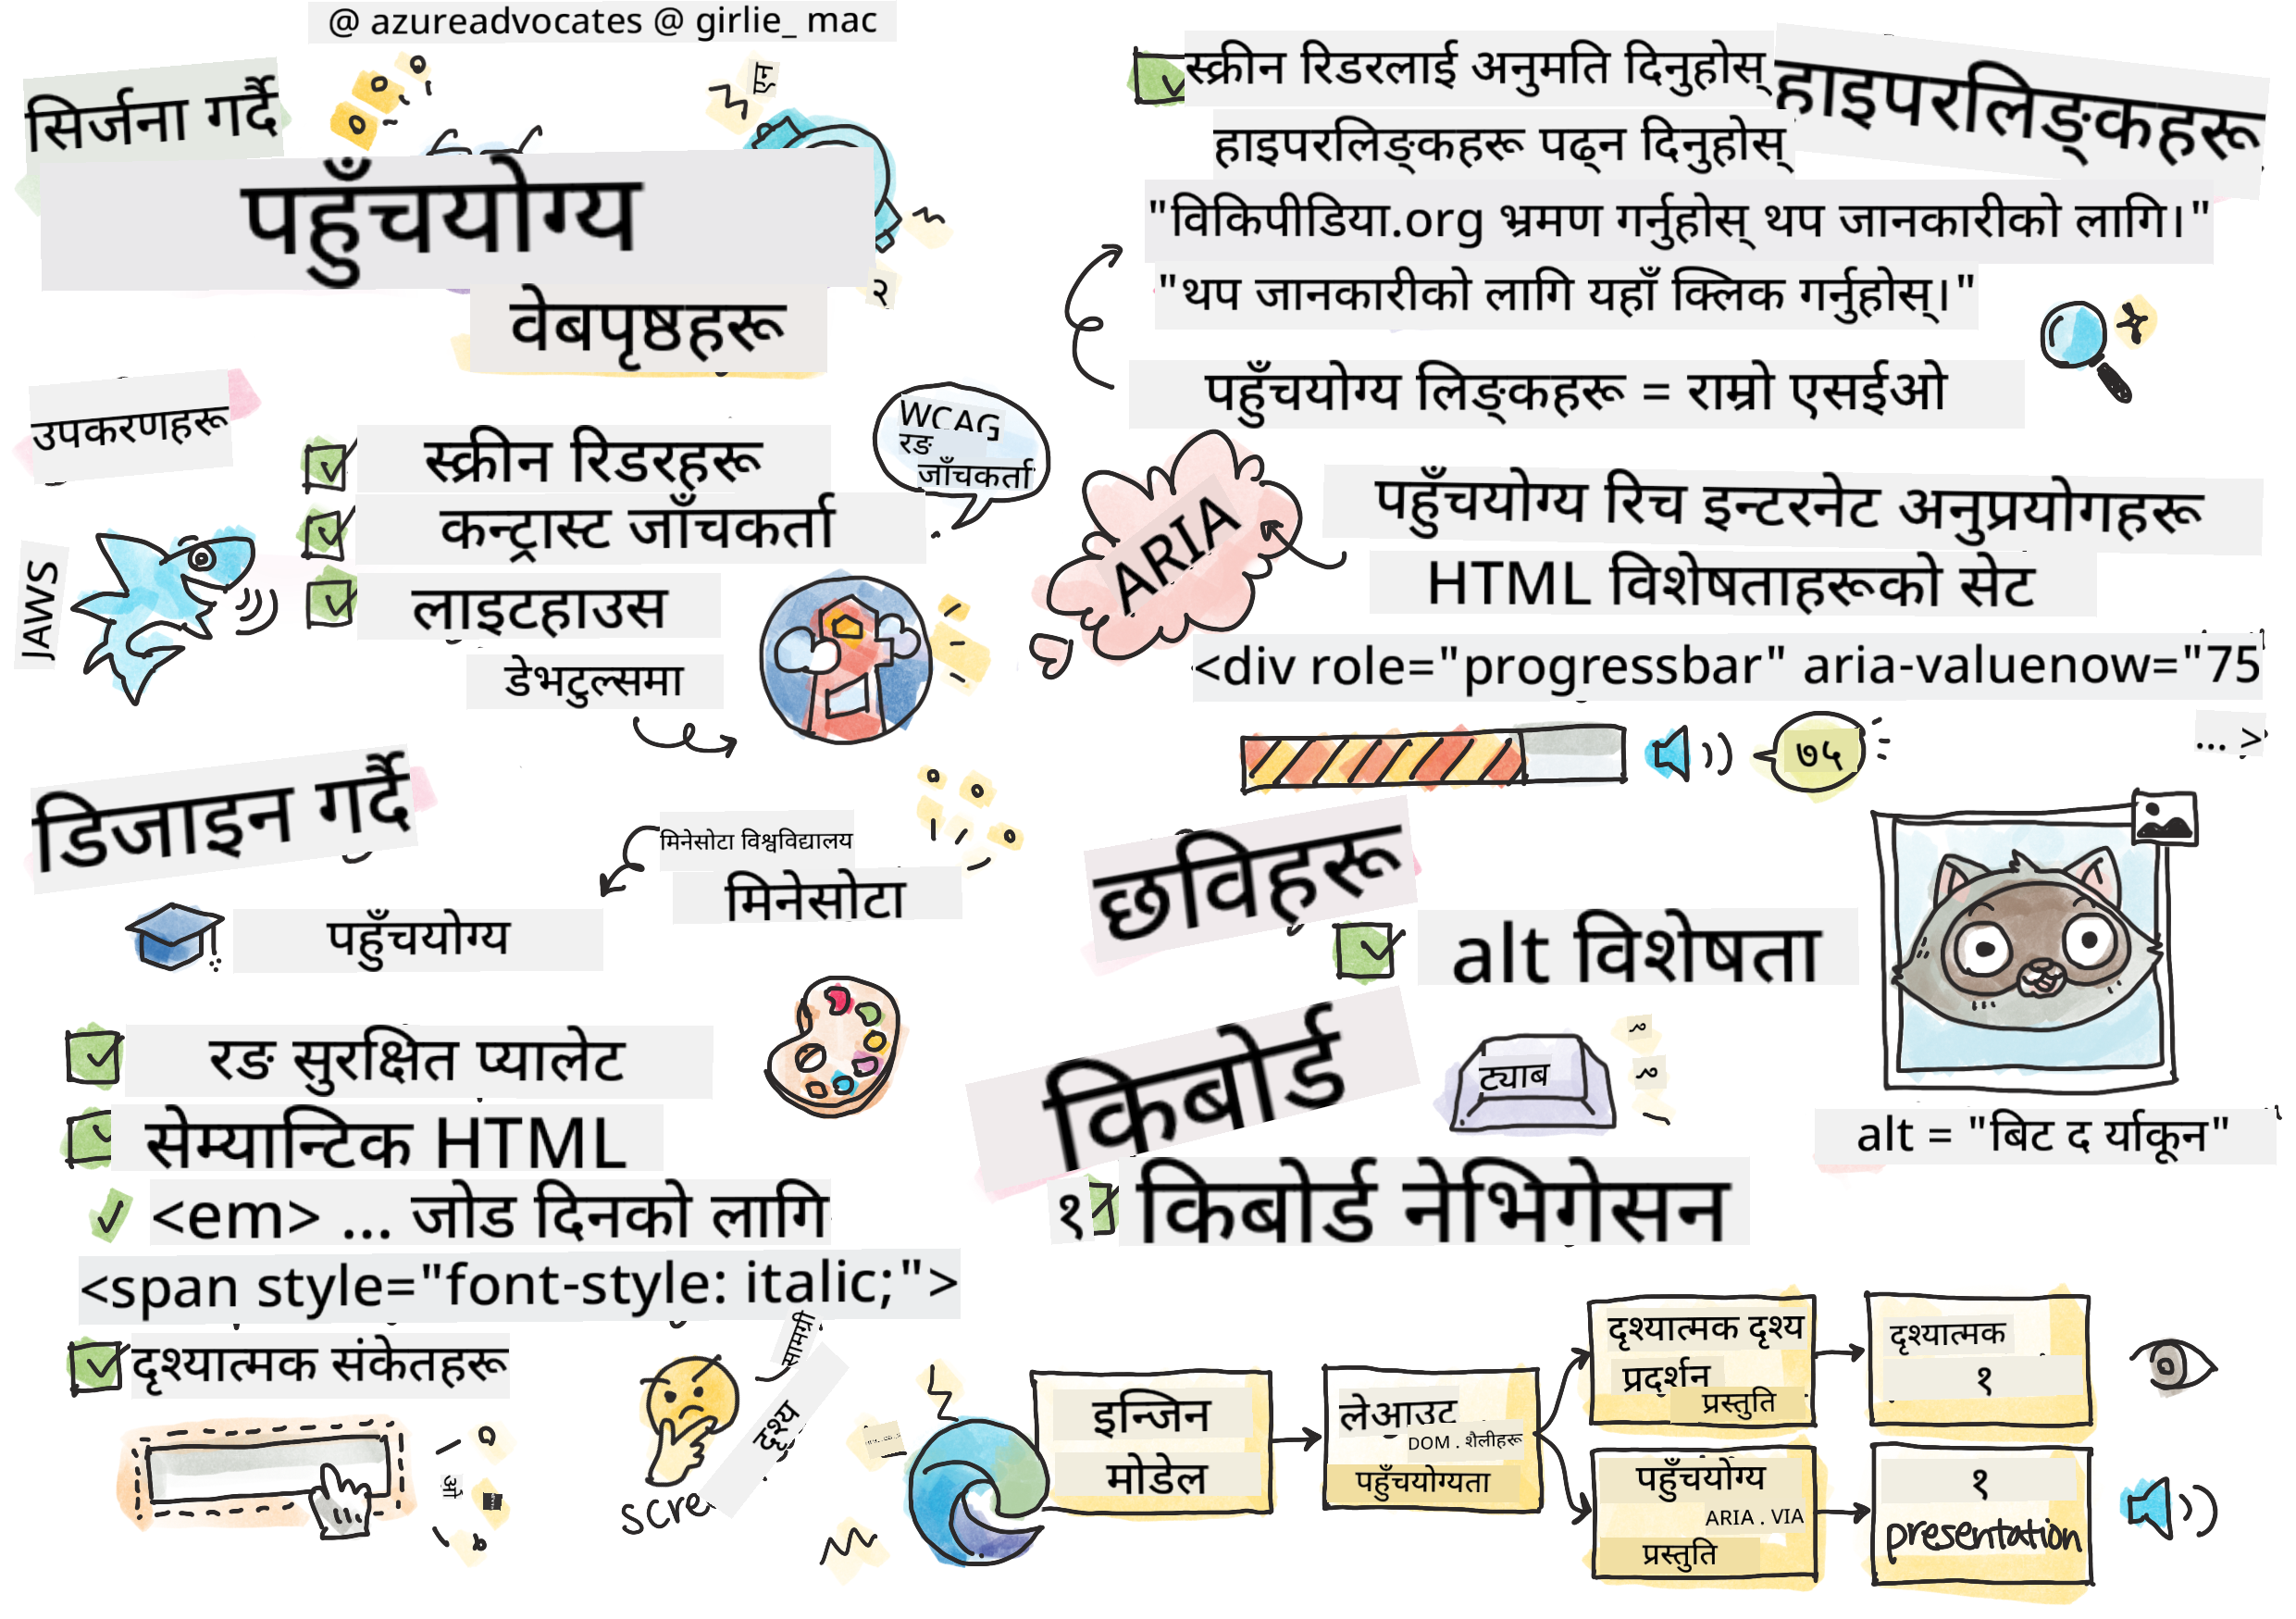 @ azureadvocates @ girlie_ mac
सिर्जना गर्दै
पहुँचयोग्य
वेबपृष्ठहरू
एन
२
उपकरणहरू
स्क्रीन रिडरहरू
कन्ट्रास्ट जाँचकर्ता
लाइटहाउस
डेभटुल्समा
WCAG
रङ
जाँचकर्ता
JAWS
डिजाइन गर्दै
मिनेसोटा विश्वविद्यालय
मिनेसोटा
पहुँचयोग्य
रङ सुरक्षित प्यालेट
सेम्यान्टिक HTML
<em> ... जोड दिनको लागि
<span style="font-style: italic;">
दृश्यात्मक संकेतहरू
ओ
सामग्री
दृश्य
स्क्रीन रिडरलाई अनुमति दिनुहोस्
हाइपरलिङ्कहरू
हाइपरलिङ्कहरू पढ्न दिनुहोस्
"विकिपीडिया.org भ्रमण गर्नुहोस् थप जानकारीको लागि।"
"थप जानकारीको लागि यहाँ क्लिक गर्नुहोस्।"
पहुँचयोग्य लिङ्कहरू = राम्रो एसईओ
ARIA
पहुँचयोग्य रिच इन्टरनेट अनुप्रयोगहरू
HTML विशेषताहरूको सेट
<div role="progressbar" aria-valuenow="75
... >
७५
छविहरू
alt विशेषता
alt = "बिट द र्याकून"
किबोर्ड
ट्याब
१
किबोर्ड नेभिगेसन
इन्जिन
मोडेल
लेआउट
DOM . शैलीहरू
पहुँचयोग्यता
दृश्यात्मक दृश्य
प्रदर्शन
प्रस्तुति
दृश्यात्मक
१
पहुँचयोग्य
ARIA . VIA
प्रस्तुति
१
presentation